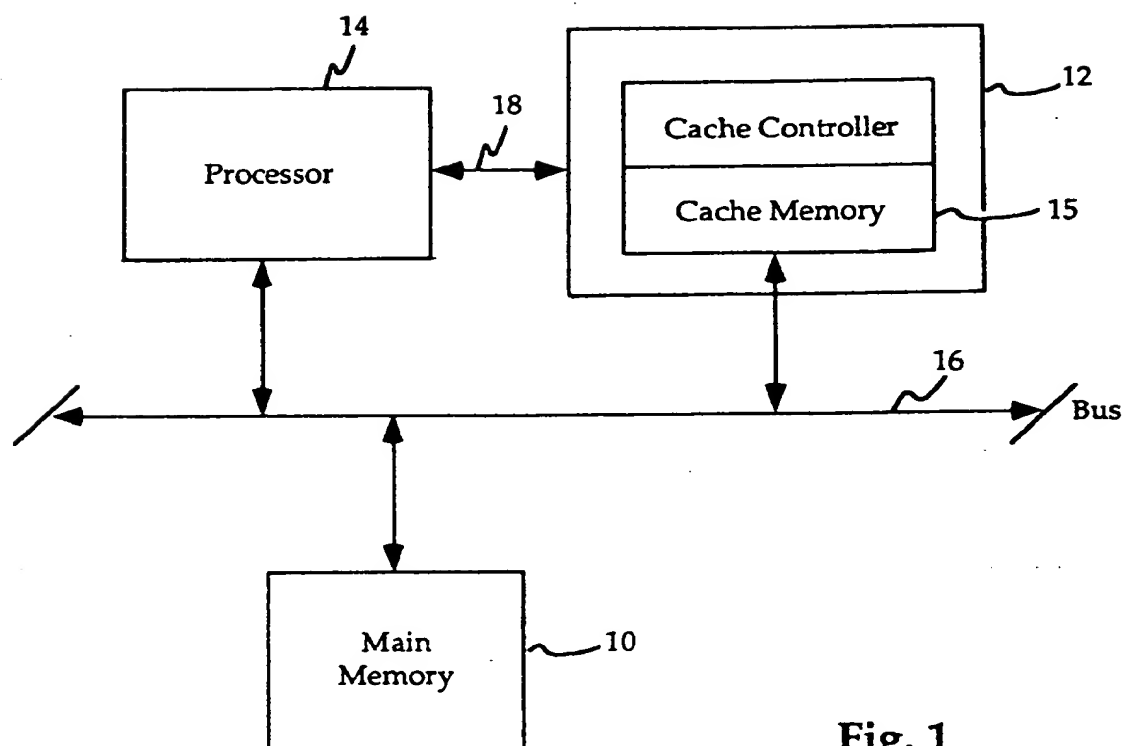 14
12
18
Cache Controller
Processor
Cache Memory
15
16
Bus
Main
Memory
10
Fig. 1